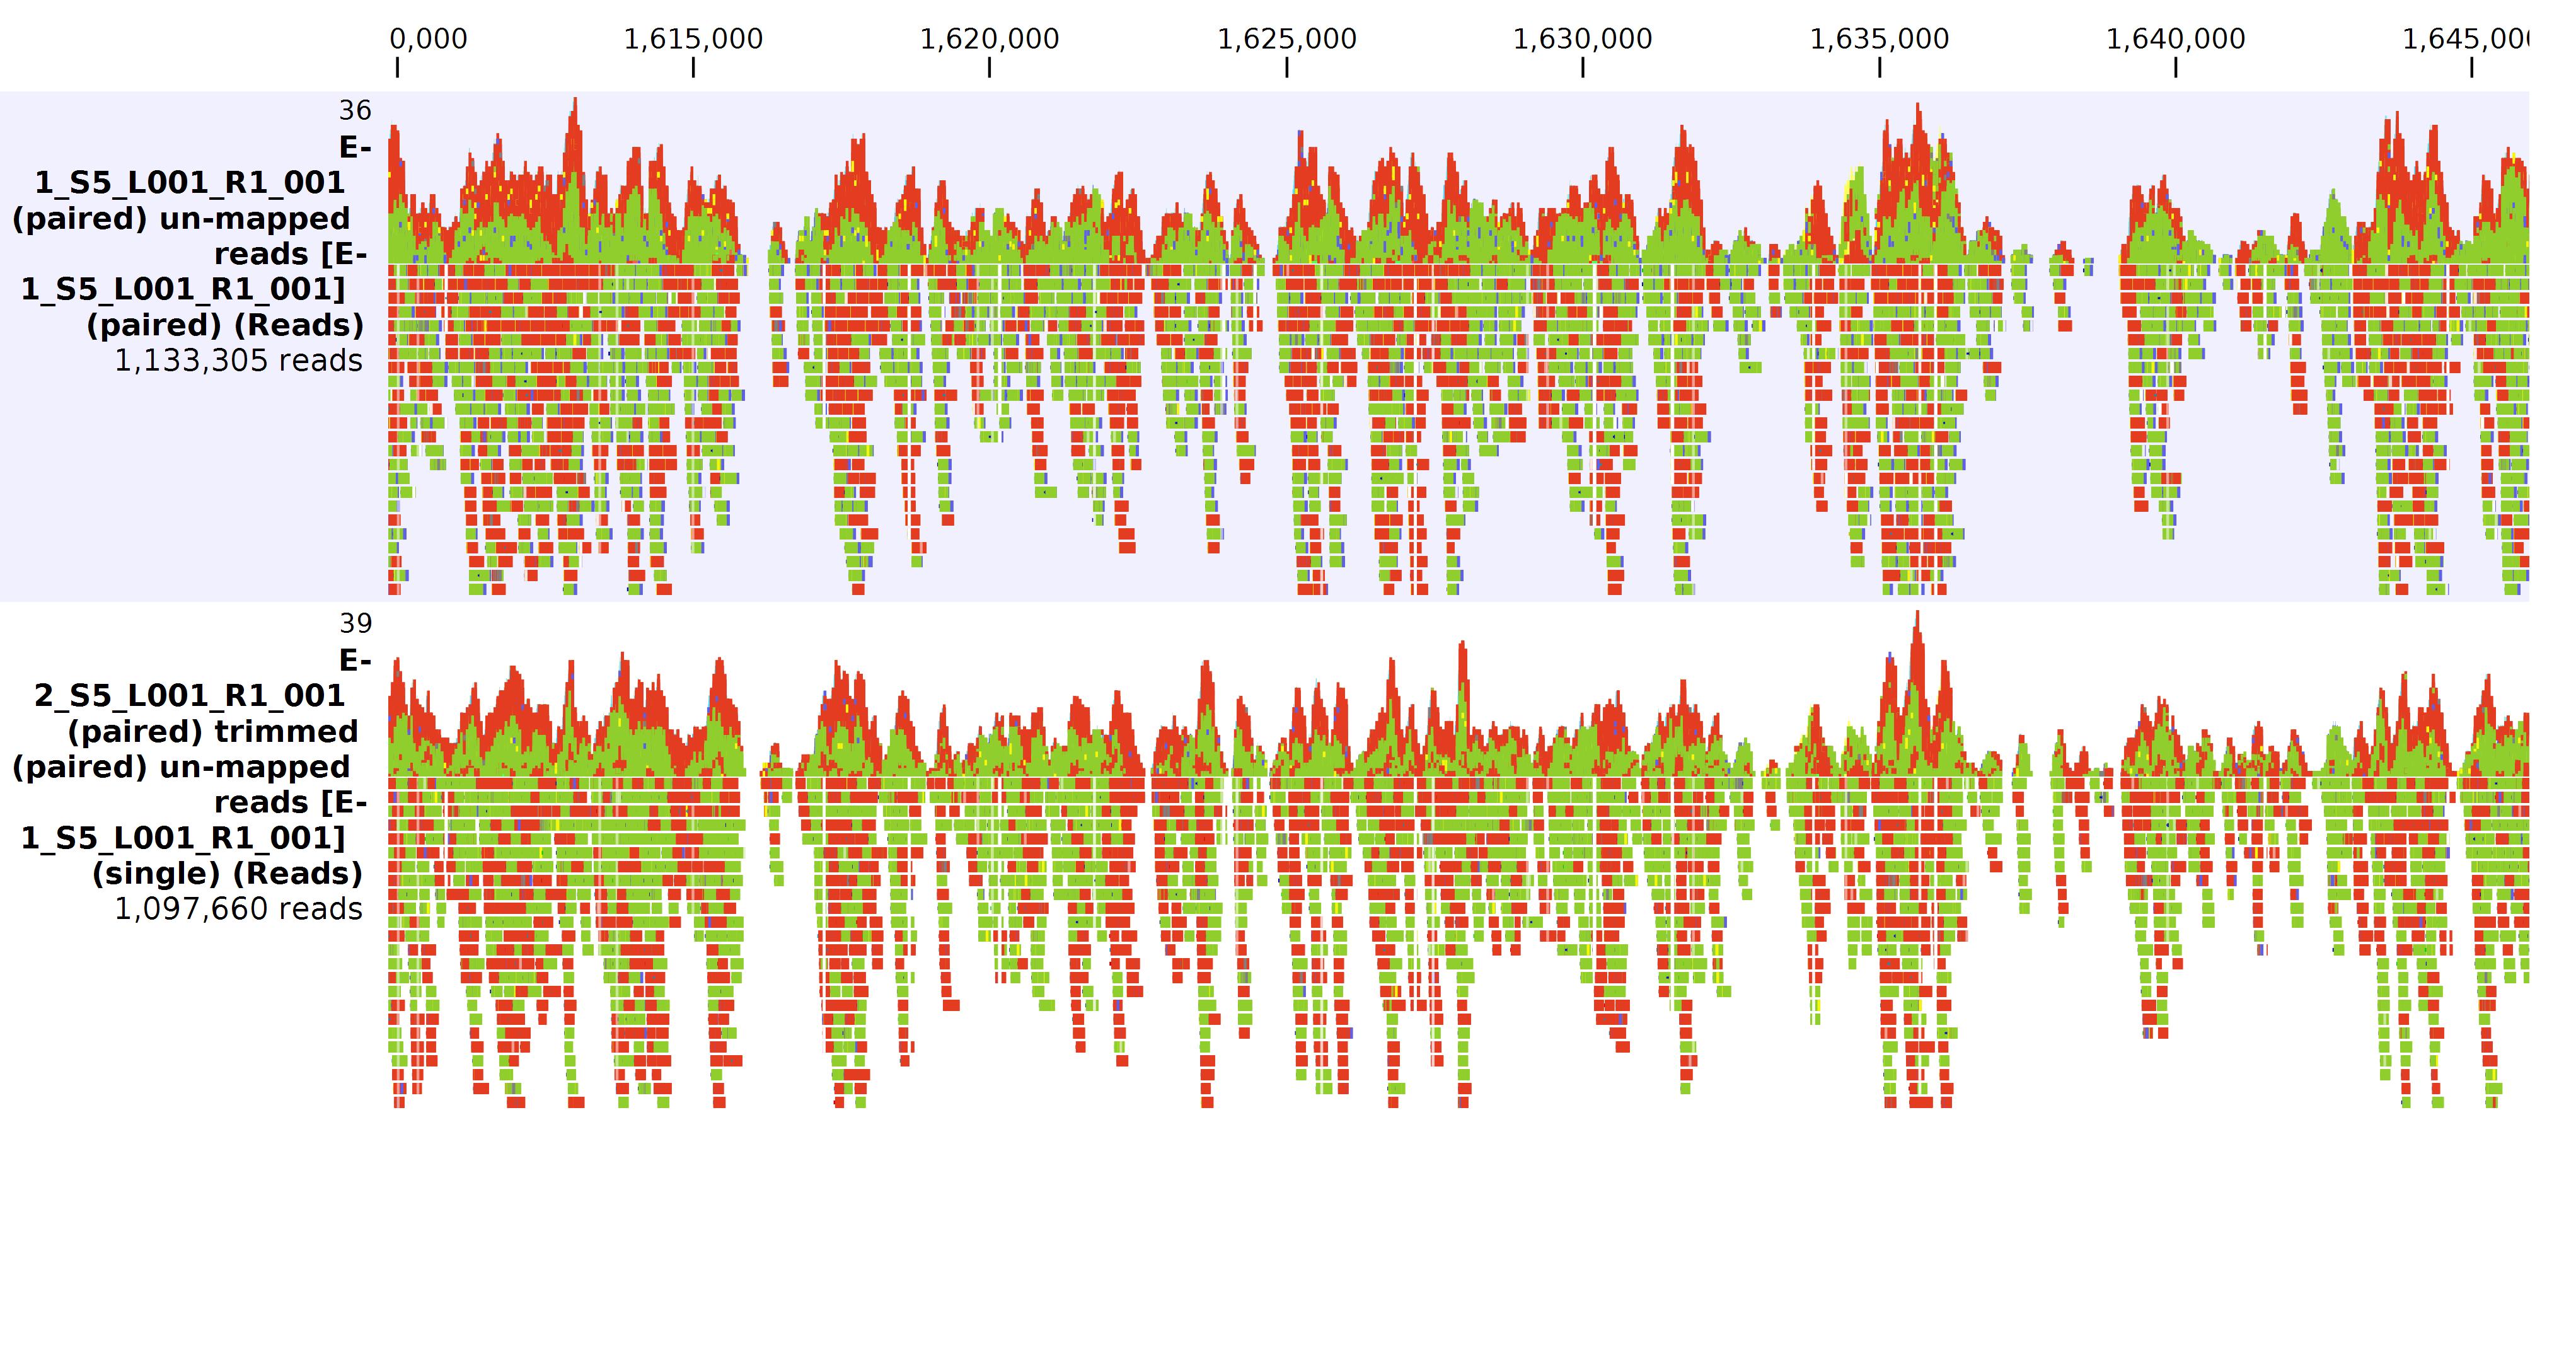 0,000 1,615,000 1,620,000 1,625,000 1,630,000 1,635,000 1,640,000 1,645,00
36
E-
1_S5_L001_R1_001
(paired) un-mapped
reads [E-
1_S5_L001_R1_001]
(paired) (Reads)
1,133,305 reads
39
E-
2_S5_L001_R1_001
(paired) trimmed
(paired) un-mapped
reads [E-
1_S5_L001_R1_001]
(single) (Reads)
1,097,660 reads